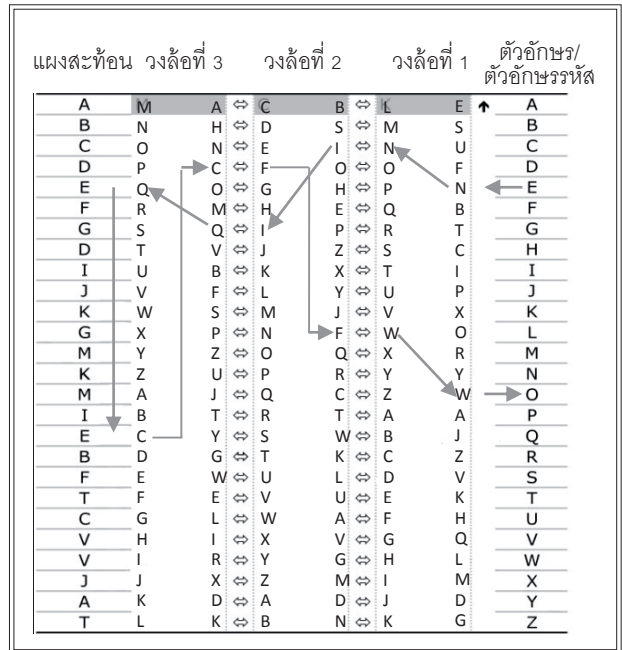 แผงสะท้อน วงล้อที่ 3 วงล้อที่ 2 วงล้อที่ 1 ตัวอักษร/
ตัวอักษรรหัส
A M A ⇔ C B ⇔ L E ↑ A
B N H ⇔ D S ⇔ M S B
C O N ⇔ E I ⇔ N U C
D P C ⇔ F O ⇔ O F D
E Q O ⇔ G H ⇔ P N E
F R M ⇔ H E ⇔ Q B F
G S Q ⇔ I P ⇔ R T G
D T V ⇔ J Z ⇔ S C H
I U B ⇔ K X ⇔ T I I
J V F ⇔ L Y ⇔ U P J
K W S ⇔ M J ⇔ V X K
G X P ⇔ N F ⇔ W O L
M Y Z ⇔ O Q ⇔ X R M
K Z U ⇔ P R ⇔ Y Y N
M A J ⇔ Q C ⇔ Z W O
I B T ⇔ R T ⇔ A A P
E C Y ⇔ S W ⇔ B J Q
B D G ⇔ T K ⇔ C Z R
F E W ⇔ U L ⇔ D V S
T F E ⇔ V U ⇔ E K T
C G L ⇔ W A ⇔ F H U
V H I ⇔ X V ⇔ G Q V
V I R ⇔ Y G ⇔ H L W
J J X ⇔ Z M ⇔ I M X
A K D ⇔ A D ⇔ J D Y
T L K ⇔ B N ⇔ K G Z